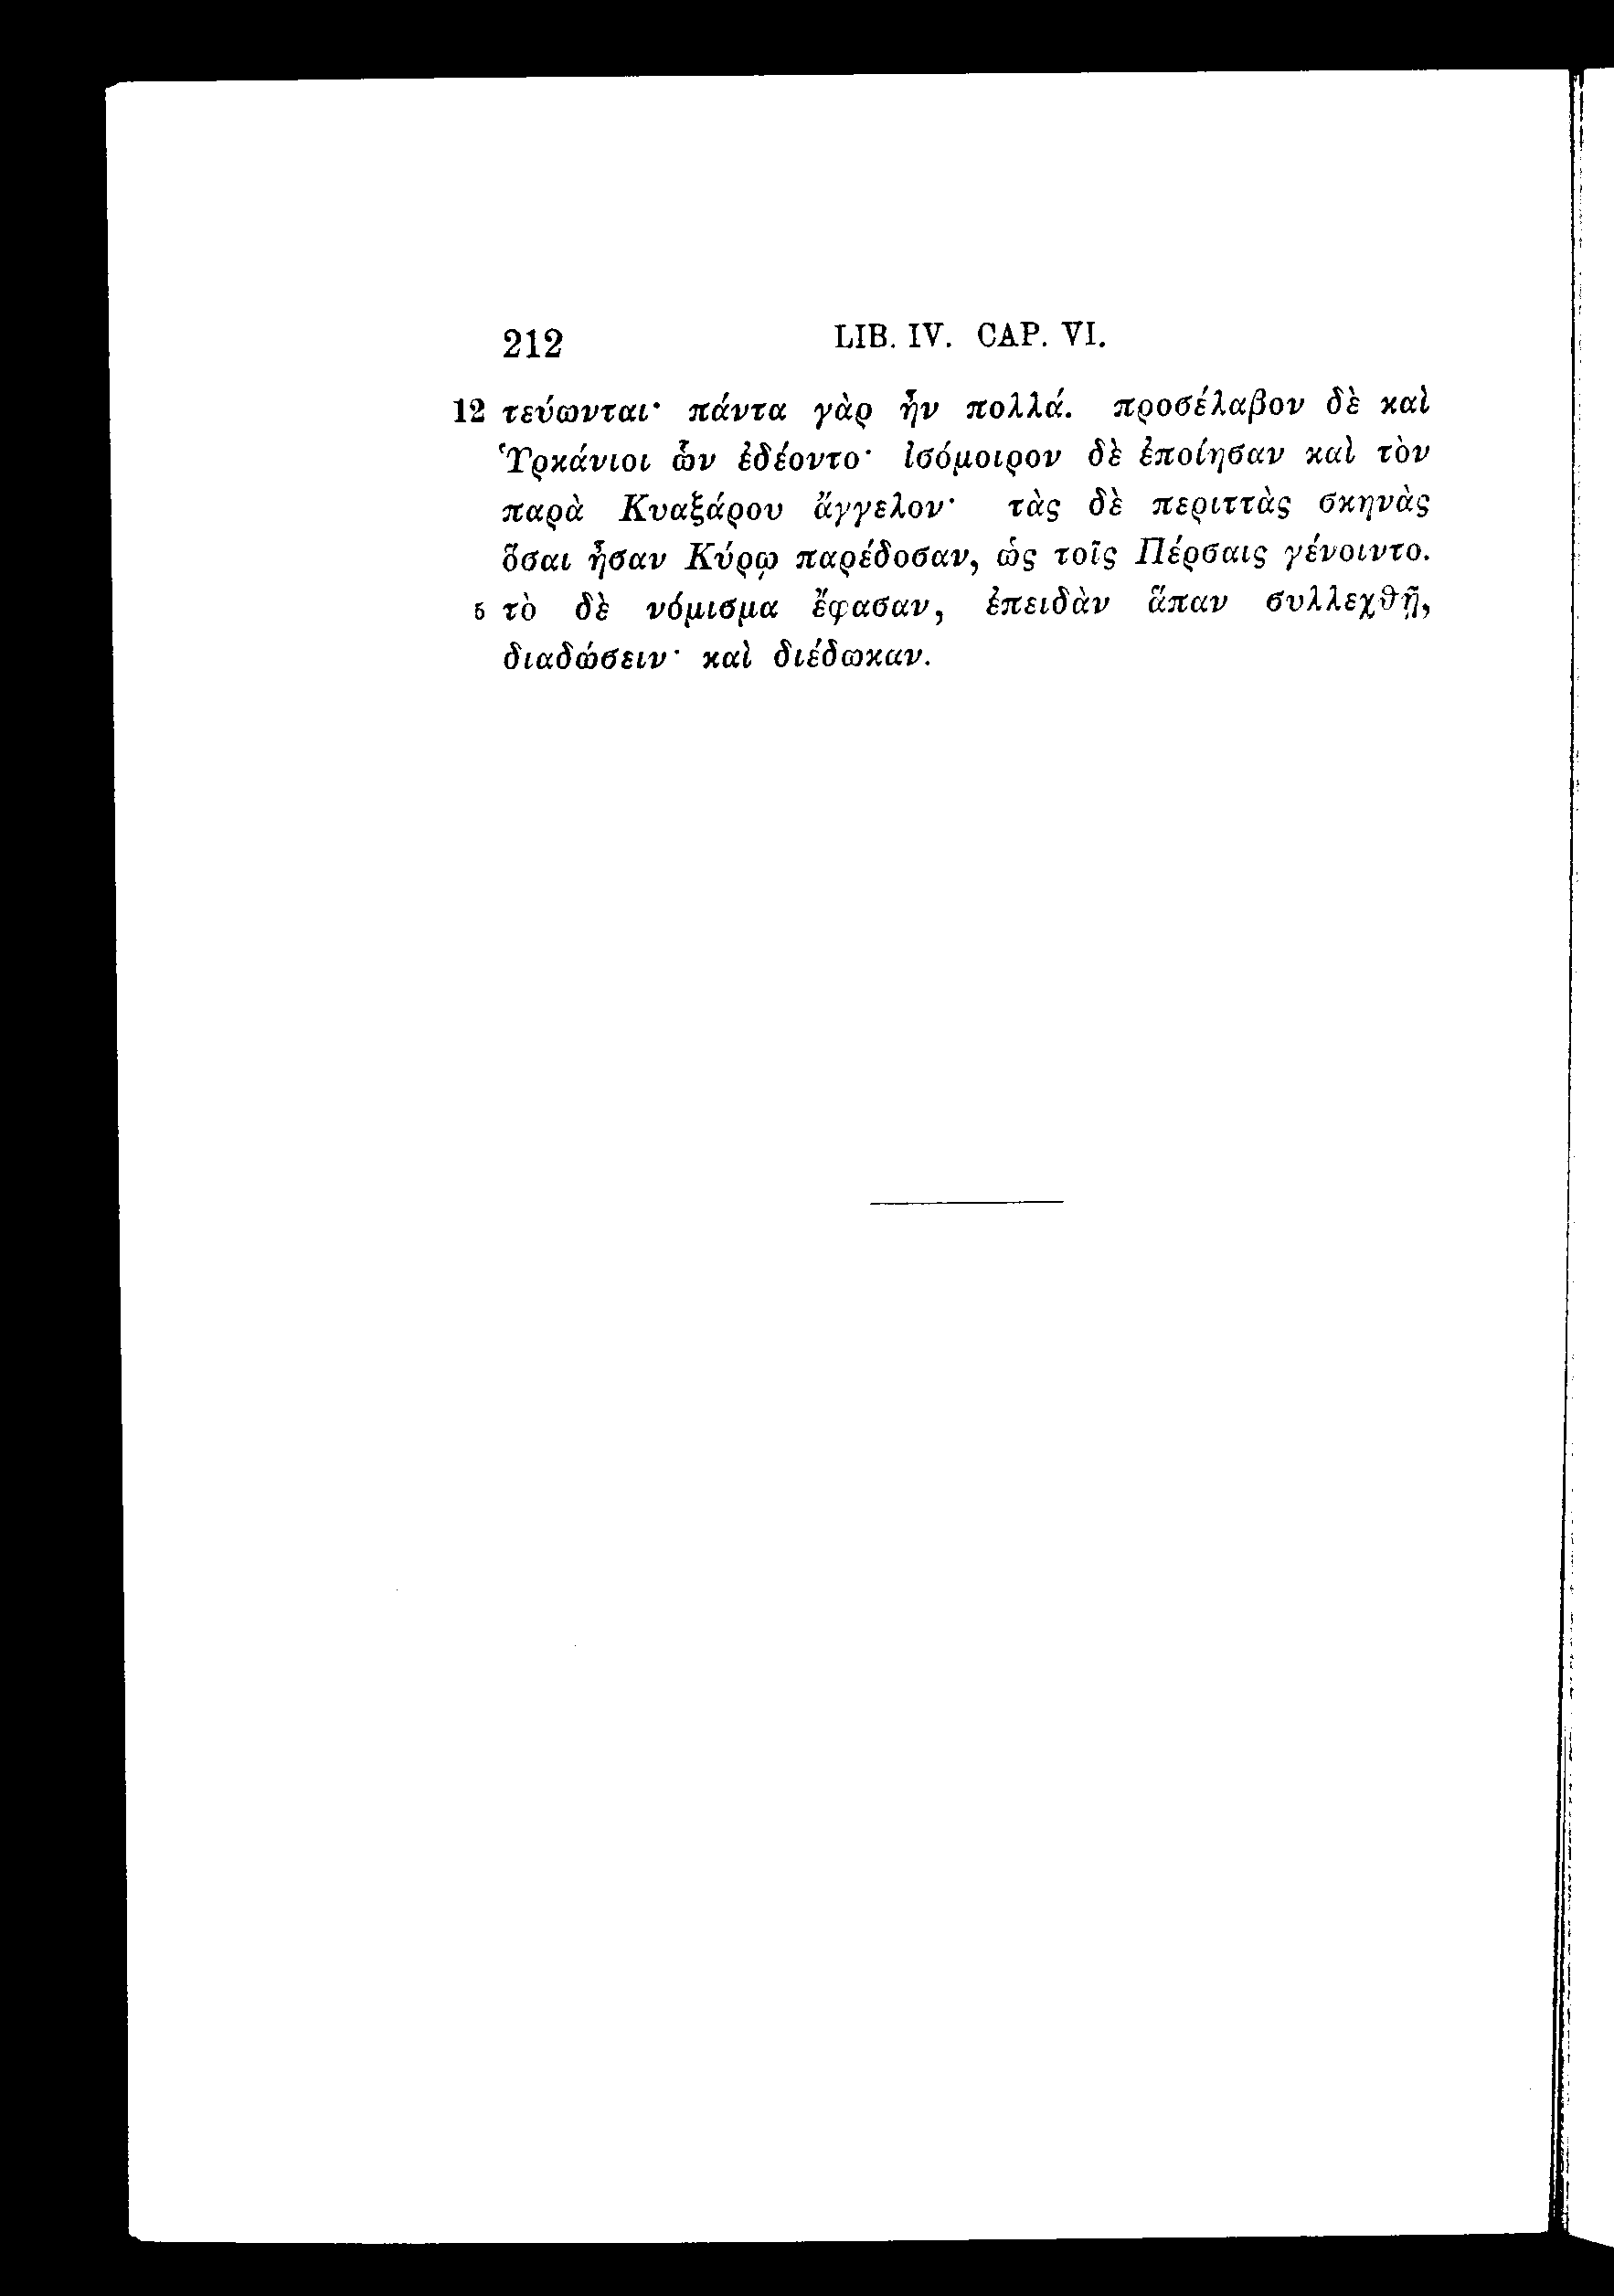 212 LIB. IV. CAP. VI.
12 τεύωνται· πάντα γὰρ ἦν πολλά. προσέλαβον δὲ καὶ
Ὑρκάνιοι ὧν ἐδέοντο· ἰσόμοιρον δὲ ἐποίησαν καὶ τὸν
παρὰ Κυαξάρου ἄγγελον· τὰς δὲ περιττὰς σκηνὰς
ὅσαι ἦσαν Κύρῳ παρέδοσαν, ὡς τοῖς Πέρσαις γένοιντο.
5 τὸ δὲ νόμισμα ἔφασαν, ἐπειδὰν ἅπαν συλλεχθῇ,
διαδώσειν· καὶ διέδωκαν.